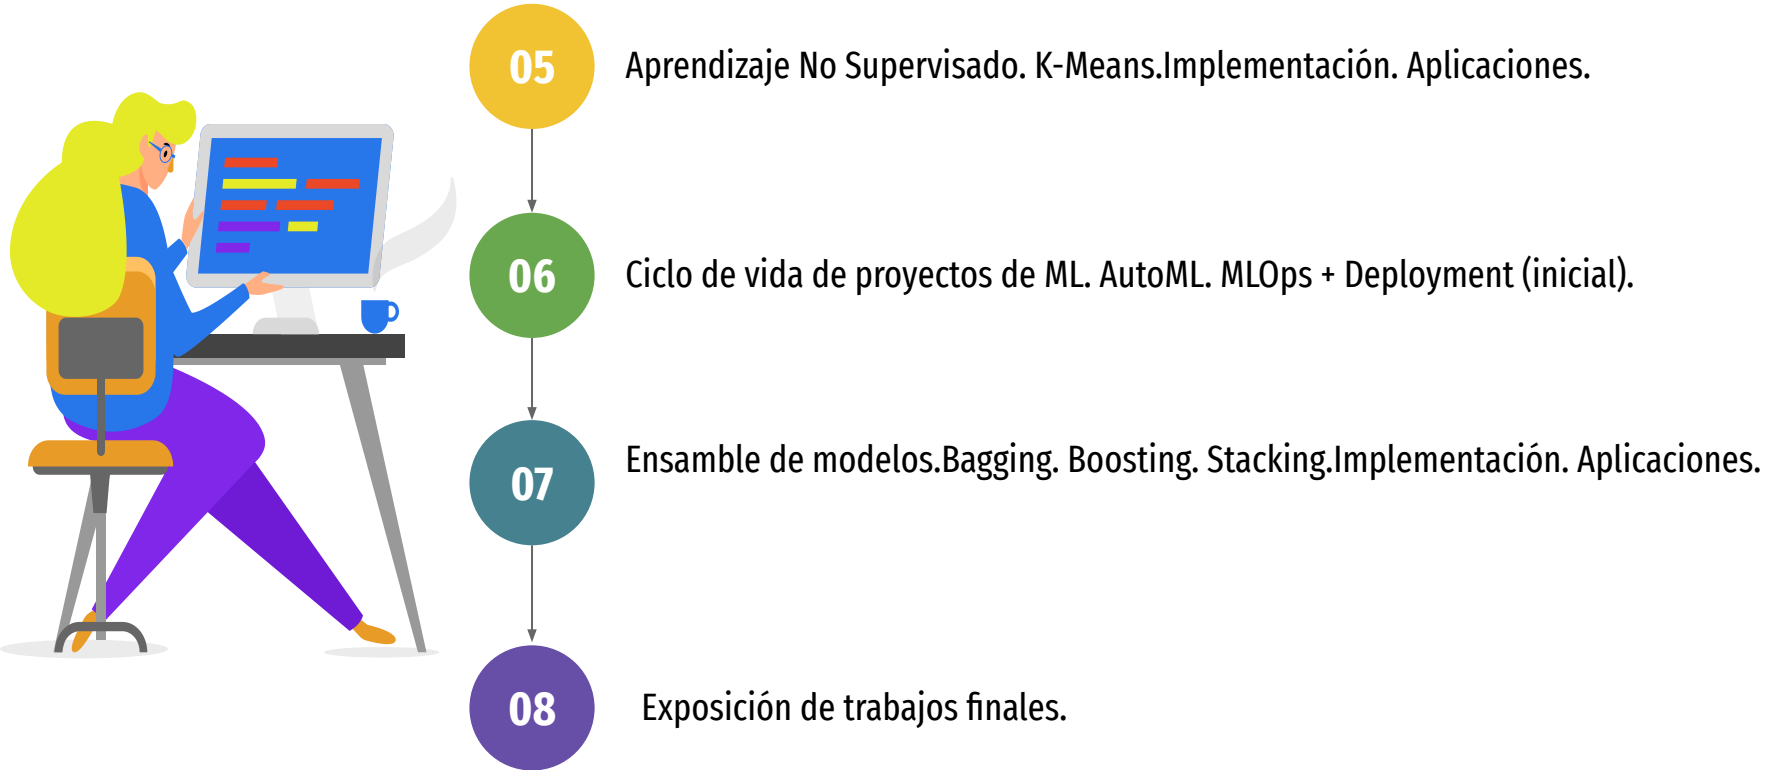 05
Aprendizaje No Supervisado. K-Means.Implementación. Aplicaciones.
06
Ciclo de vida de proyectos de ML. AutoML. MLOps + Deployment (inicial).
07
Ensamble de modelos.Bagging. Boosting. Stacking.Implementación. Aplicaciones.
08
Exposición de trabajos finales.